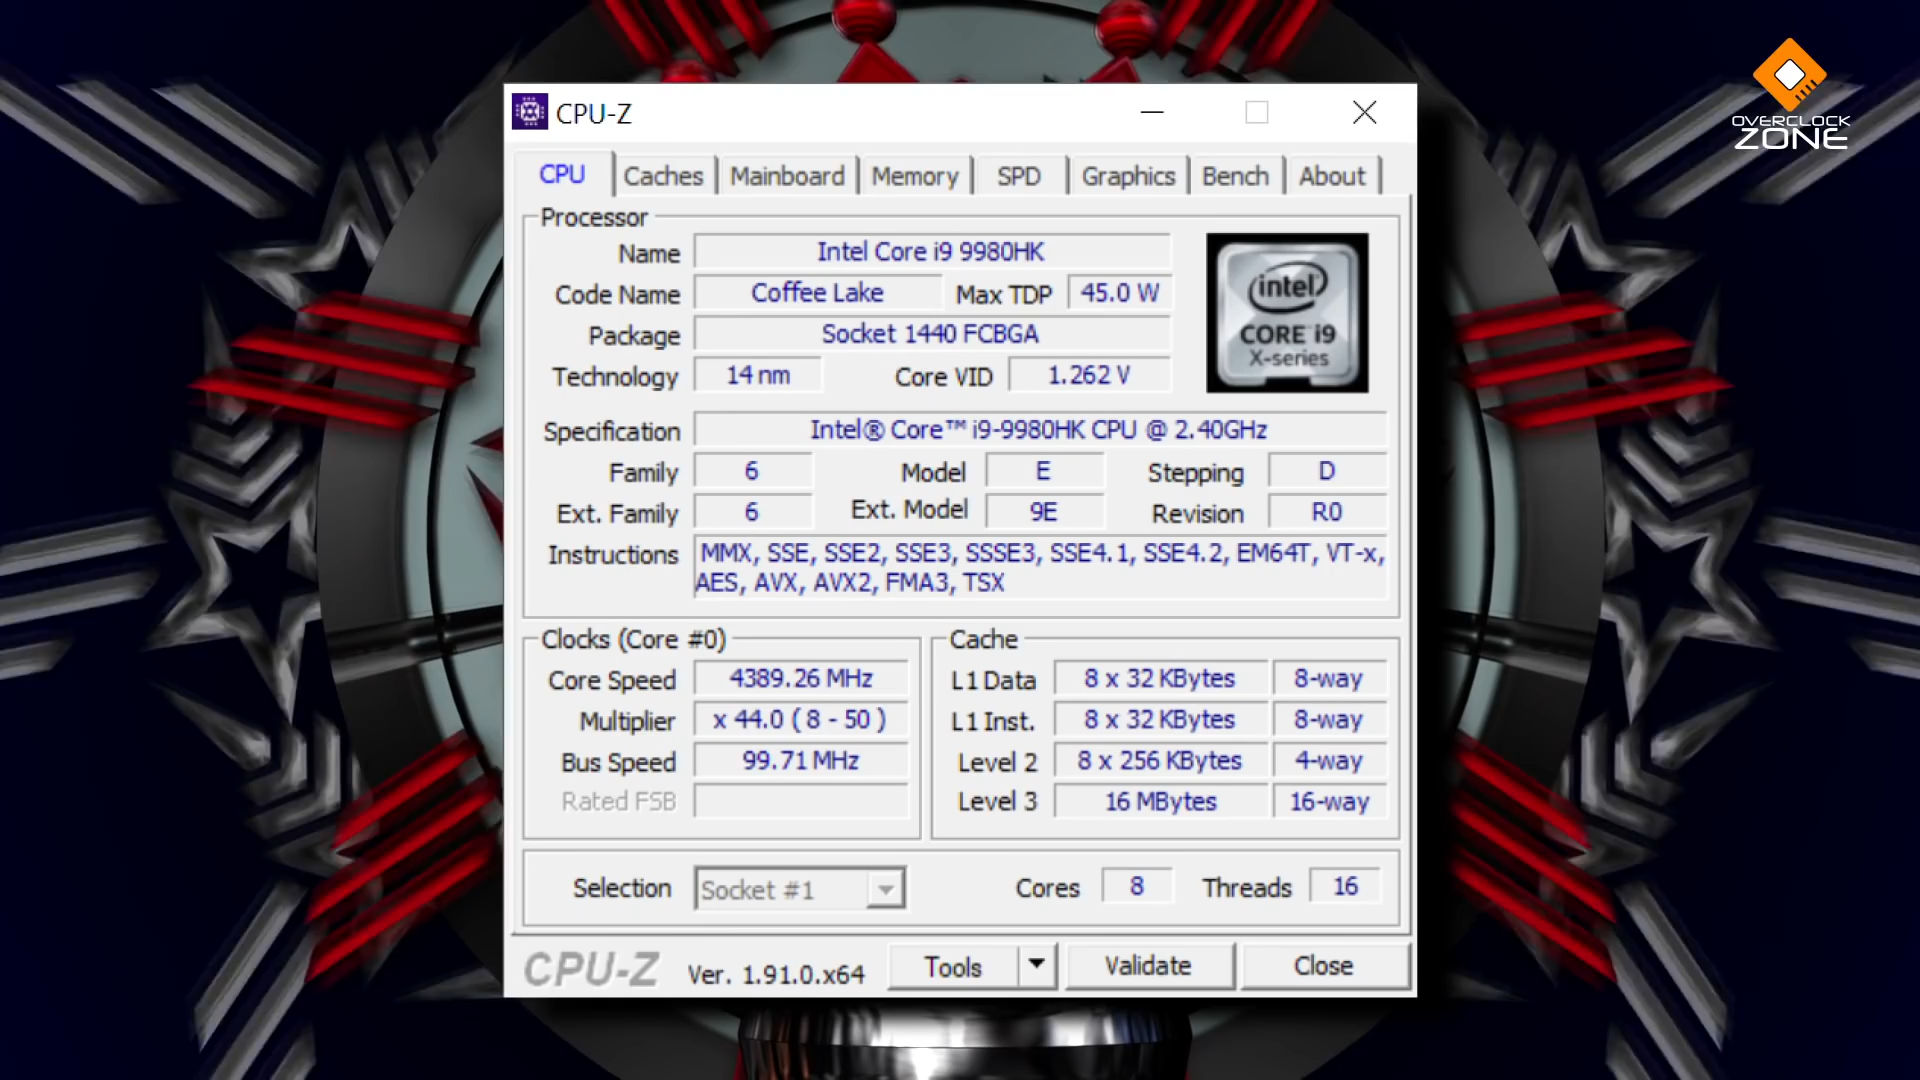 OVERCLOCK
ZONE
CPU-Z
CPU Caches Mainboard Memory SPD Graphics Bench About
Processor
Name Intel Core i9 9980HK
Code Name Coffee Lake Max TDP 45.0 W
Package Socket 1440 FCBGA
Technology 14 nm Core VID 1.262 V
intel
CORE i9
X-series
Specification Intel® Core™ i9-9980HK CPU @ 2.40GHz
Family 6 Model E Stepping D
Ext. Family 6 Ext. Model 9E Revision R0
Instructions MMX, SSE, SSE2, SSE3, SSSE3, SSE4.1, SSE4.2, EM64T, VT-x,
AES, AVX, AVX2, FMA3, TSX
Clocks (Core #0)
Core Speed 4389.26 MHz
Multiplier x 44.0 ( 8 - 50 )
Bus Speed 99.71 MHz
Rated FSB
Cache
L1 Data 8 x 32 KBytes 8-way
L1 Inst. 8 x 32 KBytes 8-way
Level 2 8 x 256 KBytes 4-way
Level 3 16 MBytes 16-way
Selection Socket #1 Cores 8 Threads 16
CPU-Z Ver. 1.91.0.x64 Tools Validate Close